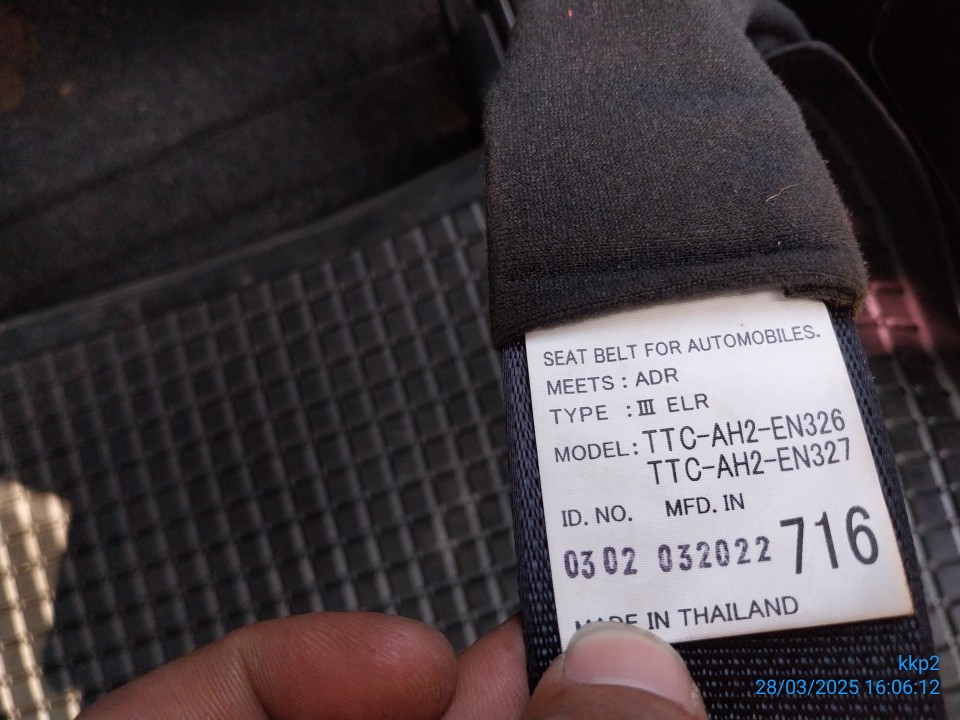 SEAT BELT FOR AUTOMOBILES.
MEETS : ADR
TYPE : III ELR
MODEL: TTC-AH2-EN326
TTC-AH2-EN327
ID. NO. MFD. IN
0302 032022 716
MADE IN THAILAND
kkp2
28/03/2025 16:06:12